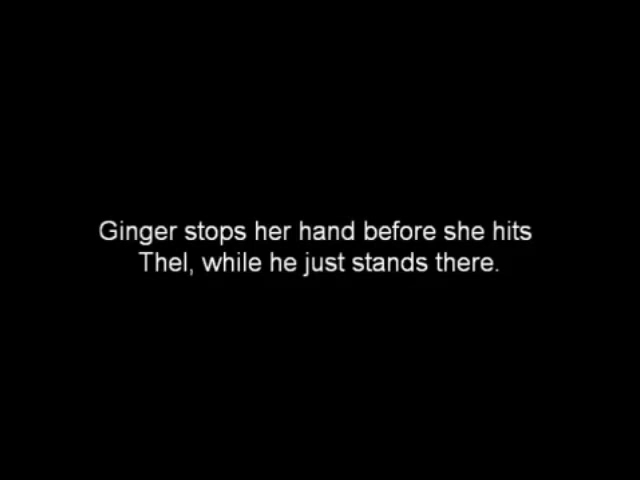 Ginger stops her hand before she hits
Thel, while he just stands there.